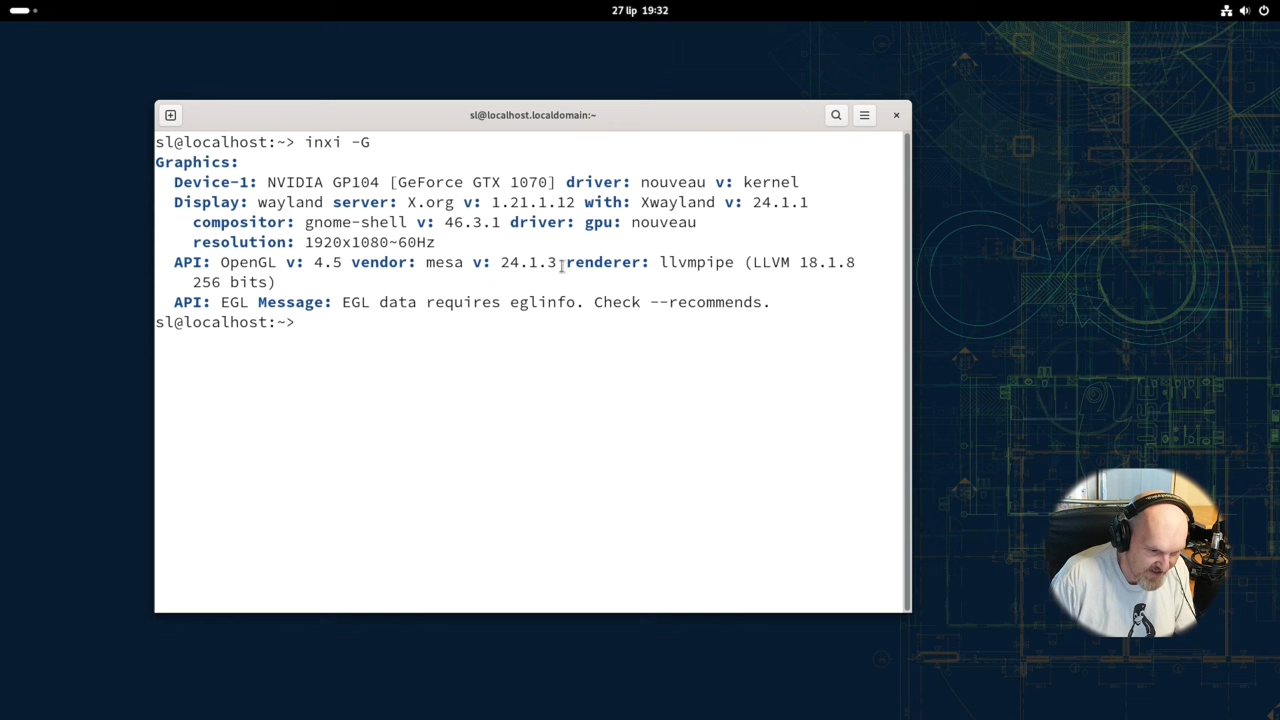 27 lip 19:32
sl@localhost.localdomain:~
sl@localhost:~> inxi -G
Graphics:
Device-1: NVIDIA GP104 [GeForce GTX 1070] driver: nouveau v: kernel
Display: wayland server: X.org v: 1.21.1.12 with: Xwayland v: 24.1.1
compositor: gnome-shell v: 46.3.1 driver: gpu: nouveau
resolution: 1920x1080~60Hz
API: OpenGL v: 4.5 vendor: mesa v: 24.1.3 renderer: llvmpipe (LLVM 18.1.8
256 bits)
API: EGL Message: EGL data requires eglinfo. Check --recommends.
sl@localhost:~>
SUSE